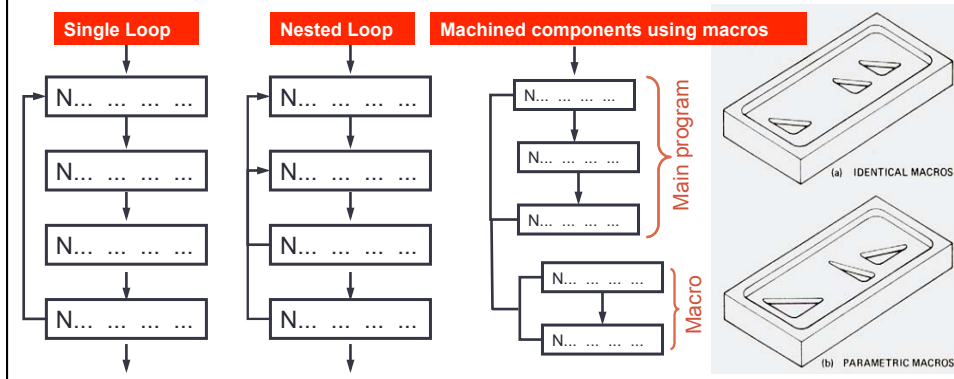 Single Loop
N... ... ... ...
N... ... ... ...
N... ... ... ...
N... ... ... ...
Nested Loop
N... ... ... ...
N... ... ... ...
N... ... ... ...
N... ... ... ...
Machined components using macros
N... ... ... ...
N... ... ... ...
N... ... ... ...
Main program
N... ... ... ...
N... ... ... ...
Macro
(a) IDENTICAL MACROS
(b) PARAMETRIC MACROS